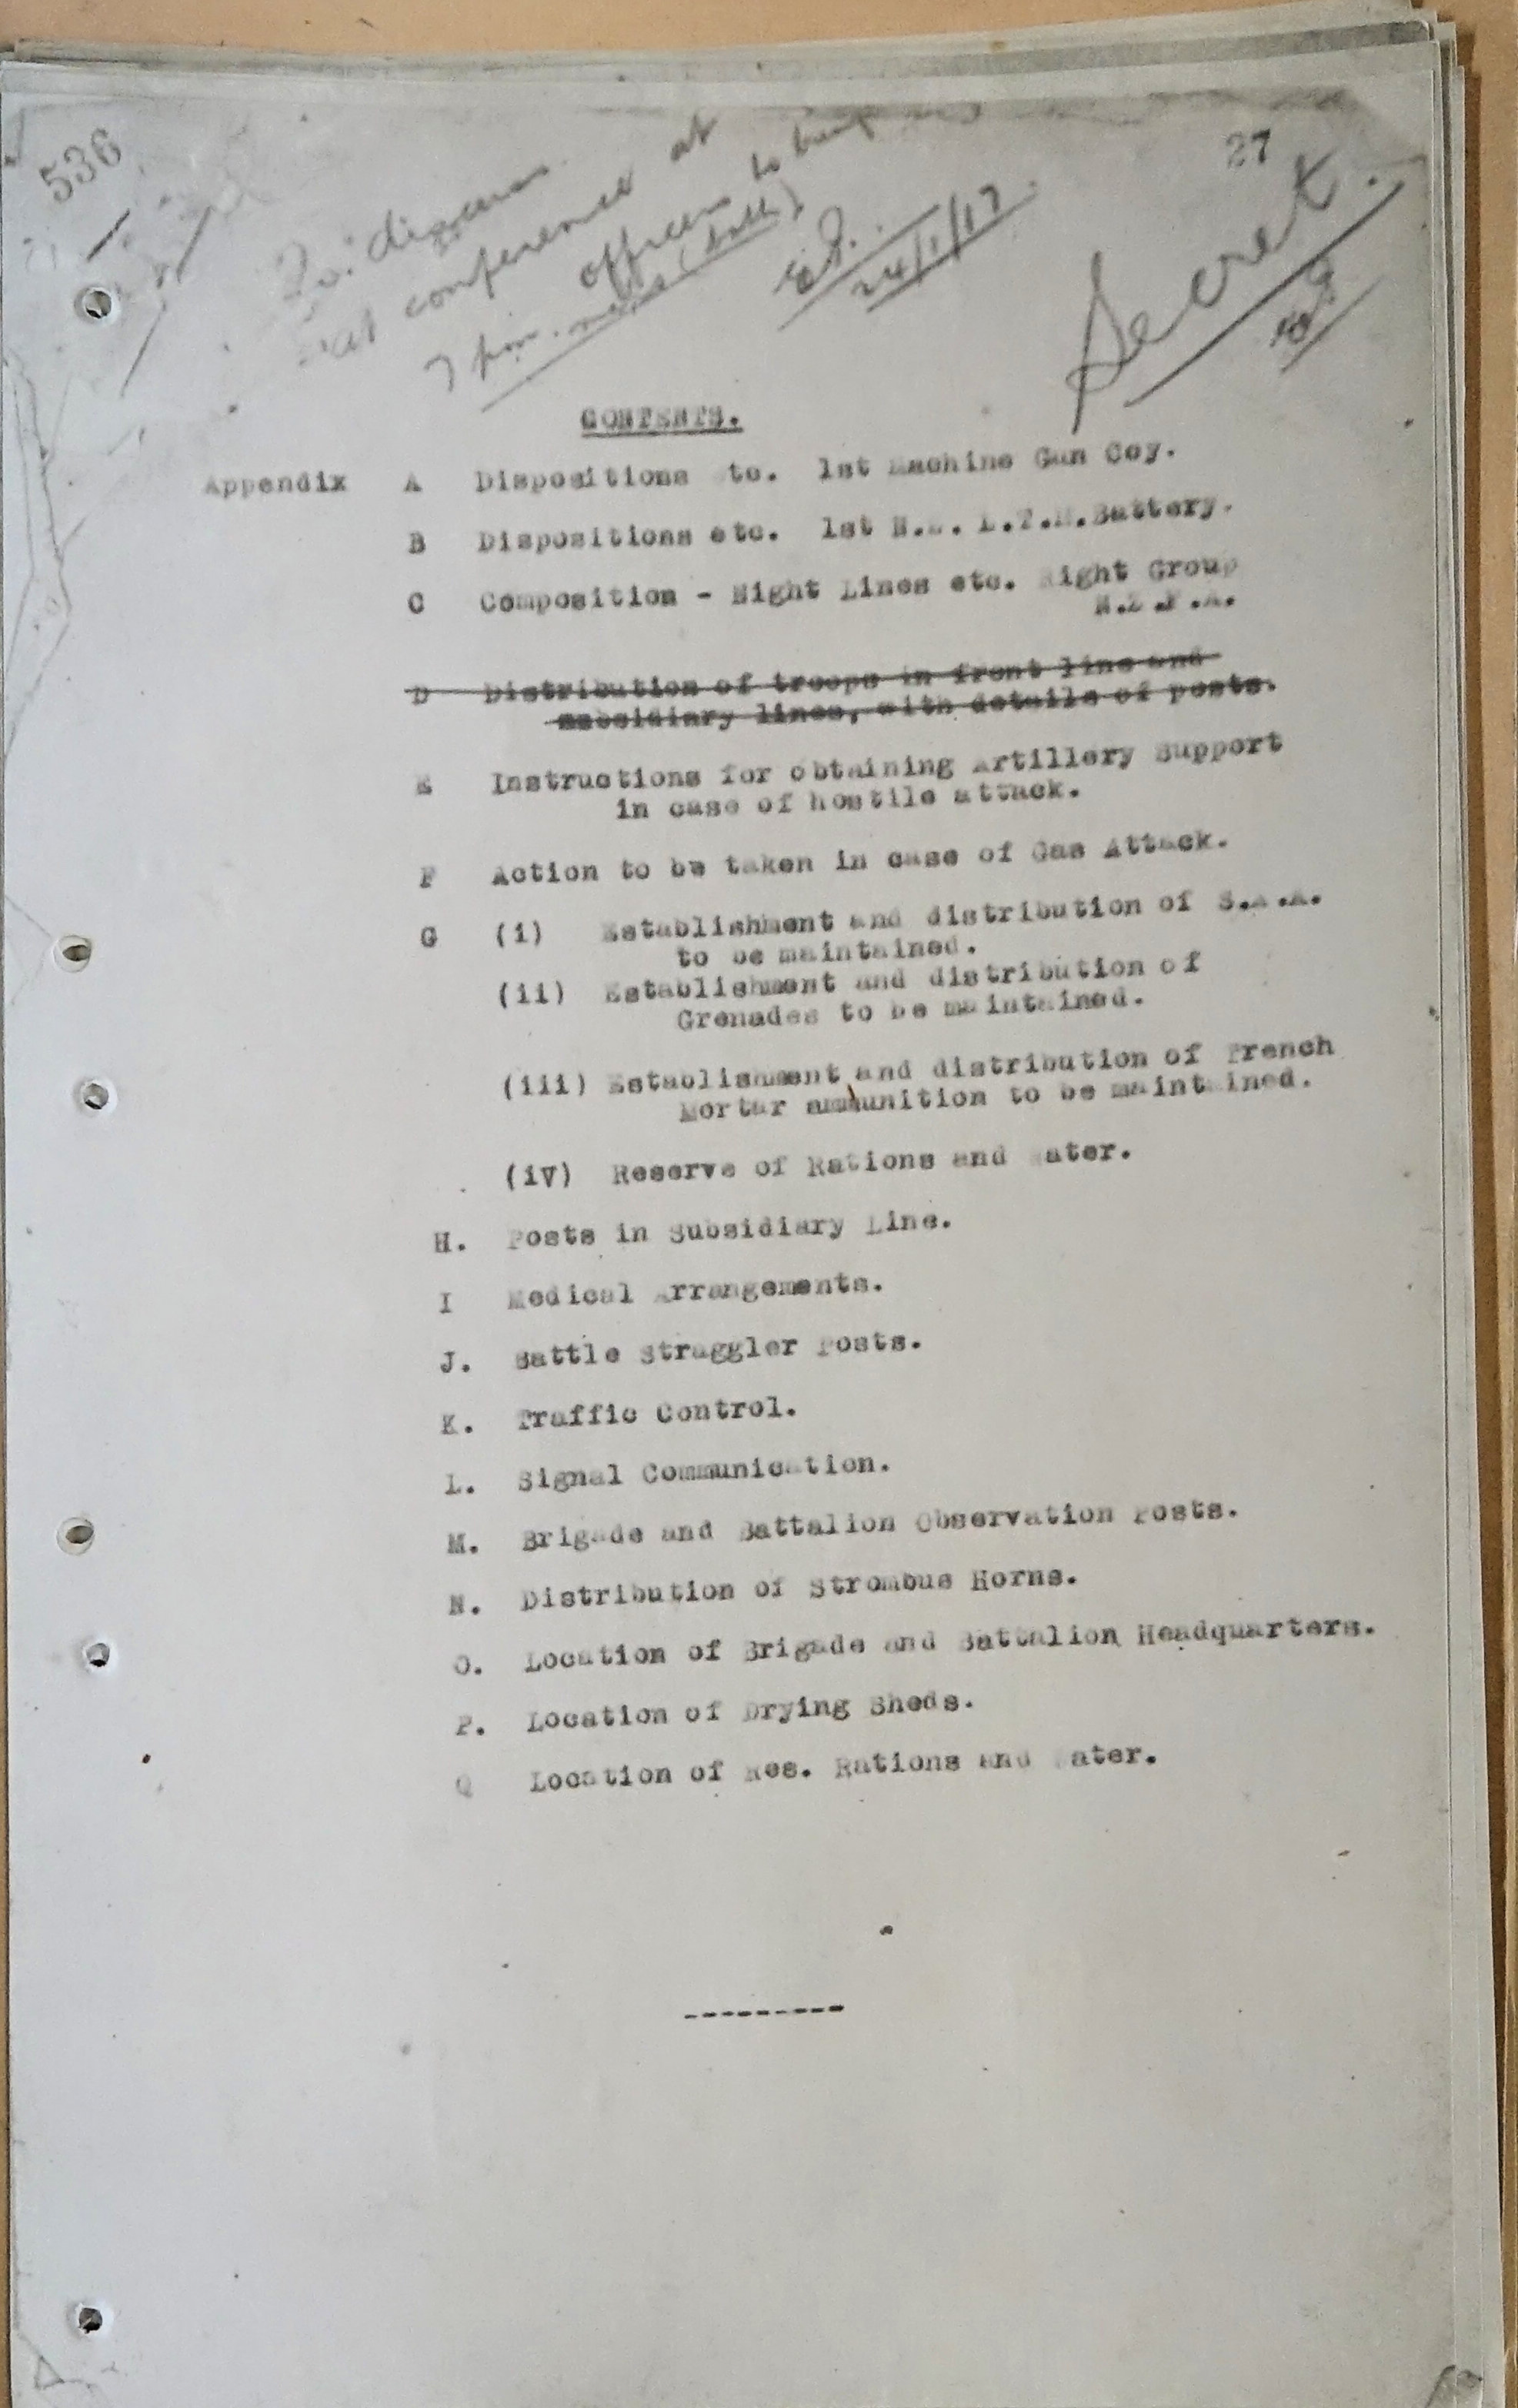 536
27
To discuss
at conference at
7 pm. officers to bring
E.P.
24/1/17
Secret.
CONTENTS.
Appendix A Dispositions etc. 1st Machine Gun Coy.
B Dispositions etc. 1st N.Z. L.T.M.Battery.
C Composition - Night Lines etc. Right Group
N.Z.F.A.
D Distribution of troops in front line and
subsidiary lines, with details of posts.
E Instructions for obtaining Artillery Support
in case of hostile attack.
F Action to be taken in case of Gas Attack.
G (i) Establishment and distribution of S.A.A.
to be maintained.
(ii) Establishment and distribution of
Grenades to be maintained.
(iii) Establishment and distribution of Trench
Mortar ammunition to be maintained.
(iv) Reserve of Rations and Water.
H. Posts in Subsidiary Line.
I Medical Arrangements.
J. Battle Straggler Posts.
K. Traffic Control.
L. Signal Communication.
M. Brigade and Battalion Observation Posts.
N. Distribution of Strombus Horns.
O. Location of Brigade and Battalion Headquarters.
P. Location of Drying Sheds.
Q Location of Res. Rations and Water.
---------